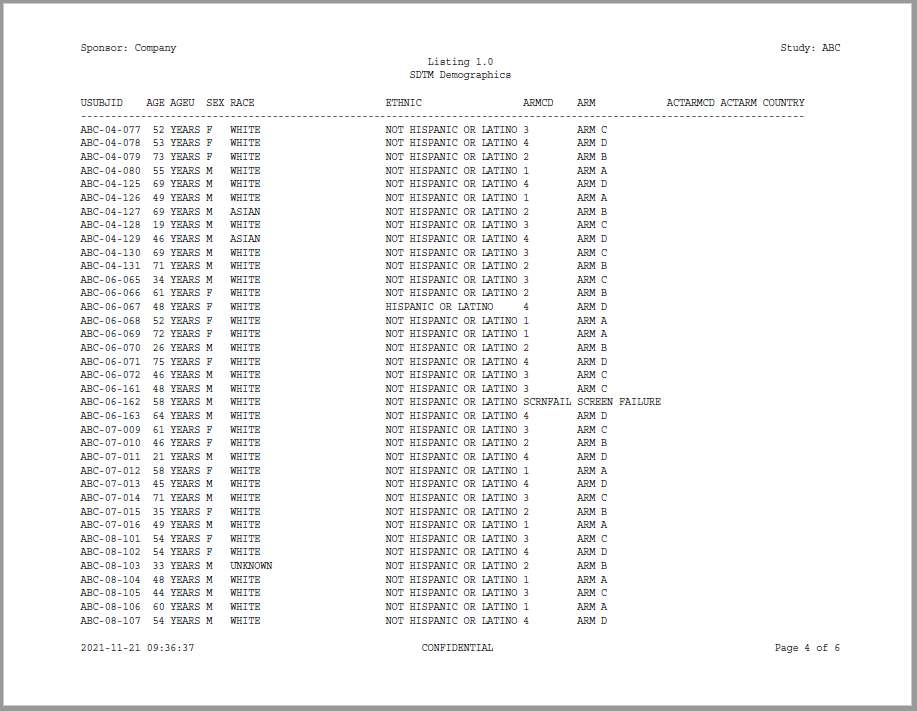 Sponsor: Company Study: ABC
Listing 1.0
SDTM Demographics
USUBJID AGE AGEU SEX RACE ETHNIC ARMCD ARM ACTARMCD ACTARM COUNTRY
ABC-04-077 52 YEARS F WHITE NOT HISPANIC OR LATINO 3 ARM C
ABC-04-078 53 YEARS F WHITE NOT HISPANIC OR LATINO 4 ARM D
ABC-04-079 73 YEARS F WHITE NOT HISPANIC OR LATINO 2 ARM B
ABC-04-080 55 YEARS M WHITE NOT HISPANIC OR LATINO 1 ARM A
ABC-04-125 69 YEARS M WHITE NOT HISPANIC OR LATINO 4 ARM D
ABC-04-126 49 YEARS M WHITE NOT HISPANIC OR LATINO 1 ARM A
ABC-04-127 69 YEARS M ASIAN NOT HISPANIC OR LATINO 2 ARM B
ABC-04-128 19 YEARS M WHITE NOT HISPANIC OR LATINO 3 ARM C
ABC-04-129 46 YEARS M ASIAN NOT HISPANIC OR LATINO 4 ARM D
ABC-04-130 69 YEARS M WHITE NOT HISPANIC OR LATINO 3 ARM C
ABC-04-131 71 YEARS M WHITE NOT HISPANIC OR LATINO 2 ARM B
ABC-06-065 34 YEARS M WHITE NOT HISPANIC OR LATINO 3 ARM C
ABC-06-066 61 YEARS F WHITE NOT HISPANIC OR LATINO 2 ARM B
ABC-06-067 48 YEARS F WHITE HISPANIC OR LATINO 4 ARM D
ABC-06-068 52 YEARS F WHITE NOT HISPANIC OR LATINO 1 ARM A
ABC-06-069 72 YEARS F WHITE NOT HISPANIC OR LATINO 1 ARM A
ABC-06-070 26 YEARS M WHITE NOT HISPANIC OR LATINO 2 ARM B
ABC-06-071 75 YEARS F WHITE NOT HISPANIC OR LATINO 4 ARM D
ABC-06-072 46 YEARS M WHITE NOT HISPANIC OR LATINO 3 ARM C
ABC-06-161 48 YEARS M WHITE NOT HISPANIC OR LATINO 3 ARM C
ABC-06-162 58 YEARS M WHITE NOT HISPANIC OR LATINO SCRNFAIL SCREEN FAILURE
ABC-06-163 64 YEARS M WHITE NOT HISPANIC OR LATINO 4 ARM D
ABC-07-009 61 YEARS F WHITE NOT HISPANIC OR LATINO 3 ARM C
ABC-07-010 46 YEARS F WHITE NOT HISPANIC OR LATINO 2 ARM B
ABC-07-011 21 YEARS M WHITE NOT HISPANIC OR LATINO 4 ARM D
ABC-07-012 58 YEARS F WHITE NOT HISPANIC OR LATINO 1 ARM A
ABC-07-013 45 YEARS M WHITE NOT HISPANIC OR LATINO 4 ARM D
ABC-07-014 71 YEARS M WHITE NOT HISPANIC OR LATINO 3 ARM C
ABC-07-015 35 YEARS F WHITE NOT HISPANIC OR LATINO 2 ARM B
ABC-07-016 49 YEARS M WHITE NOT HISPANIC OR LATINO 1 ARM A
ABC-08-101 54 YEARS F WHITE NOT HISPANIC OR LATINO 3 ARM C
ABC-08-102 54 YEARS F WHITE NOT HISPANIC OR LATINO 4 ARM D
ABC-08-103 33 YEARS M UNKNOWN NOT HISPANIC OR LATINO 2 ARM B
ABC-08-104 48 YEARS M WHITE NOT HISPANIC OR LATINO 1 ARM A
ABC-08-105 44 YEARS M WHITE NOT HISPANIC OR LATINO 3 ARM C
ABC-08-106 60 YEARS M WHITE NOT HISPANIC OR LATINO 1 ARM A
ABC-08-107 54 YEARS M WHITE NOT HISPANIC OR LATINO 4 ARM D
2021-11-21 09:36:37 CONFIDENTIAL Page 4 of 6